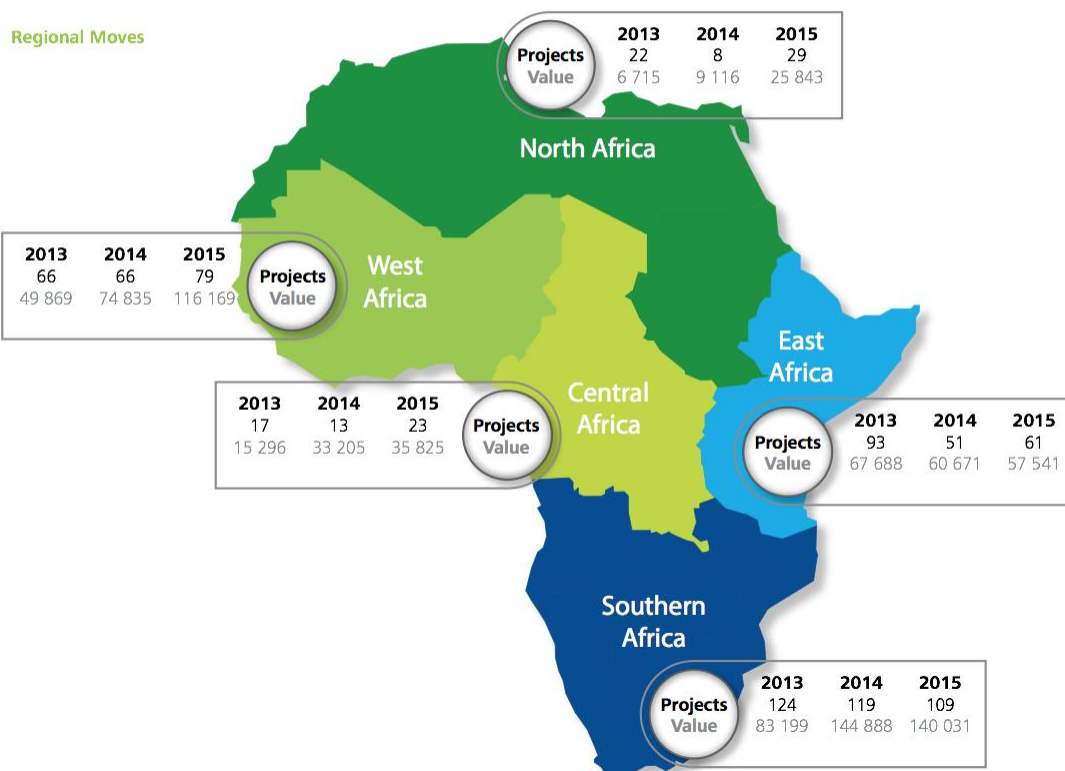 Regional Moves
Projects
Value
2013 2014 2015
22 8 29
6 715 9 116 25 843
North Africa
2013 2014 2015
66 66 79
49 869 74 835 116 169
Projects
Value
West
Africa
East
Africa
2013 2014 2015
17 13 23
15 296 33 205 35 825
Projects
Value
Central
Africa
Projects
Value
2013 2014 2015
93 51 61
67 688 60 671 57 541
Southern
Africa
Projects
Value
2013 2014 2015
124 119 109
83 199 144 888 140 031